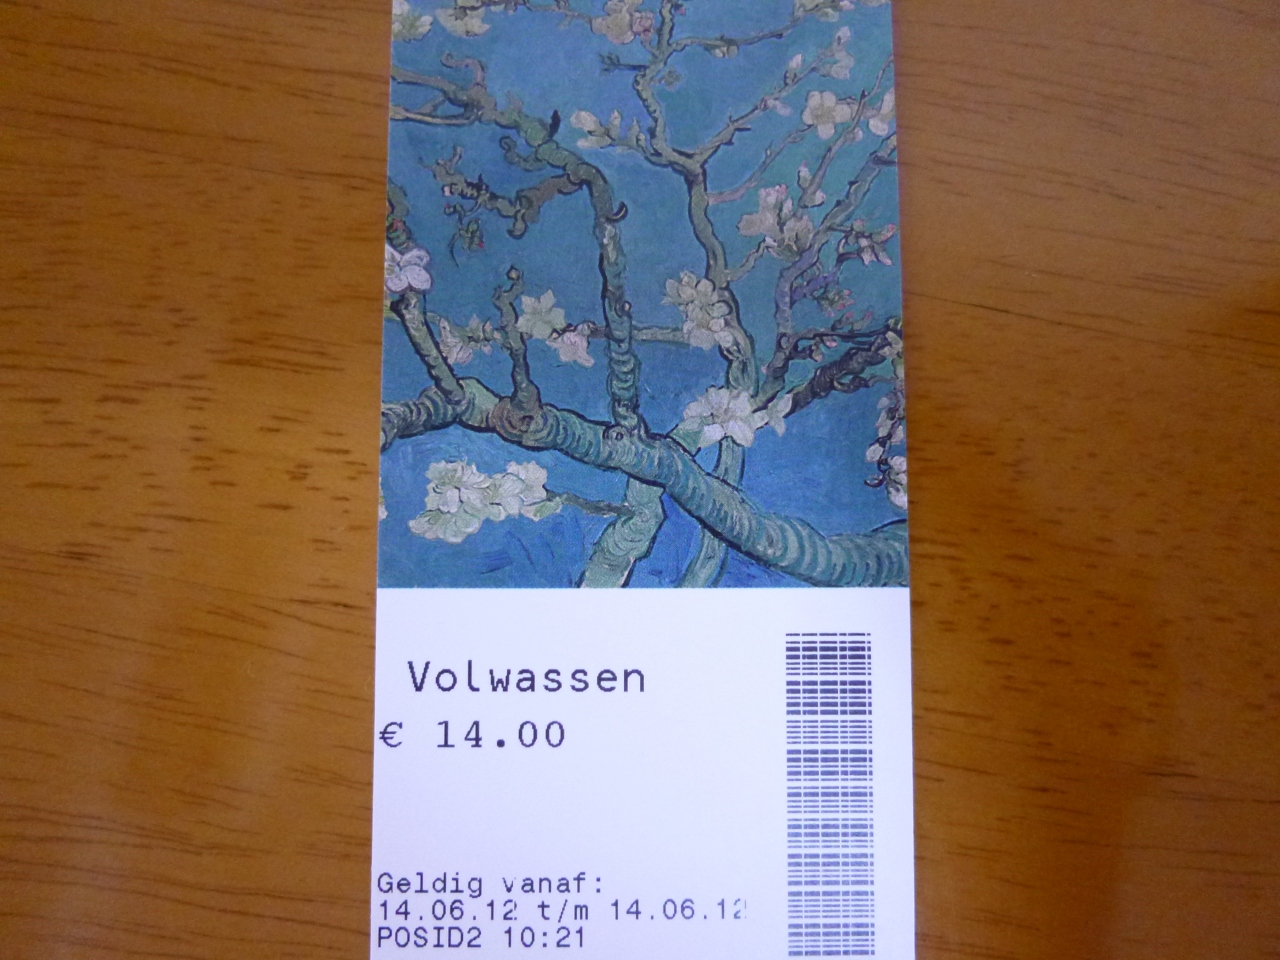 Volwassen
€ 14.00
Geldig vanaf:
14.06.12 t/m 14.06.12
POSID2 10:21